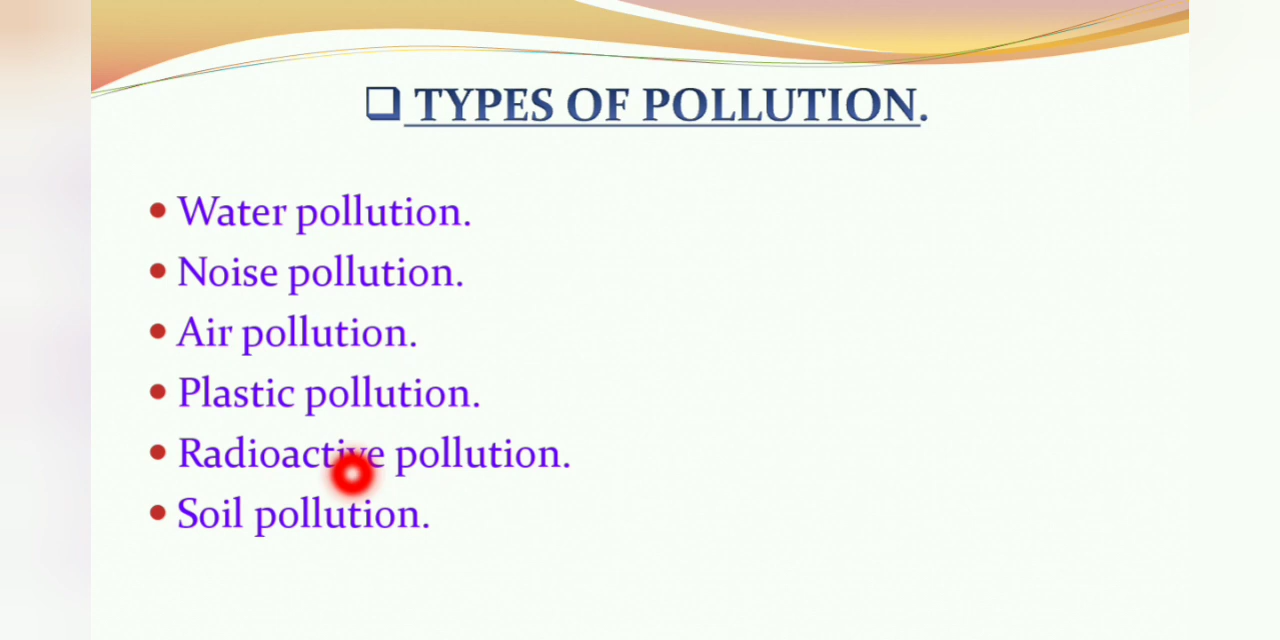 TYPES OF POLLUTION.
Water pollution.
Noise pollution.
Air pollution.
Plastic pollution.
Radioactive pollution.
Soil pollution.